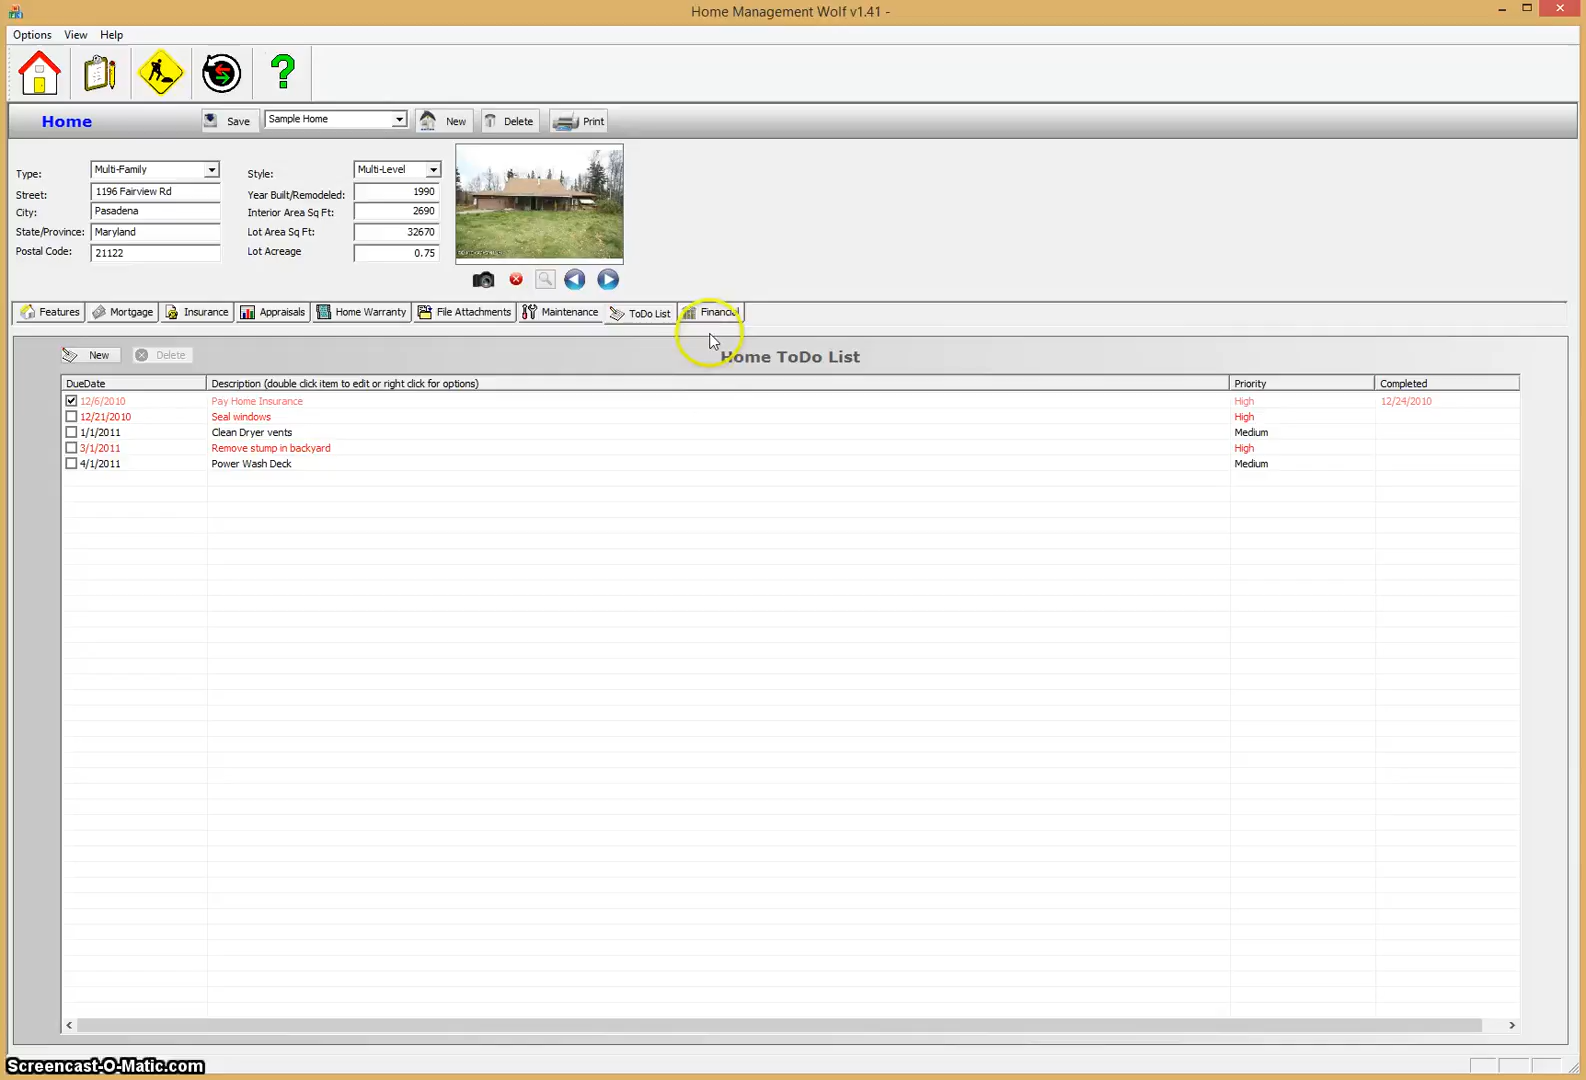 Home Management Wolf v1.41 -
Options View Help
Home Save Sample Home New Delete Print
Type: Multi-Family Style: Multi-Level
Street: 1196 Fairview Rd Year Built/Remodeled: 1990
City: Pasadena Interior Area Sq Ft: 2690
State/Province: Maryland Lot Area Sq Ft: 32670
Postal Code: 21122 Lot Acreage 0.75
Features Mortgage Insurance Appraisals Home Warranty File Attachments Maintenance ToDo List Financial
New Delete Home ToDo List
DueDate Description (double click item to edit or right click for options) Priority Completed
12/6/2010 Pay Home Insurance High 12/24/2010
12/21/2010 Seal windows High
1/1/2011 Clean Dryer vents Medium
3/1/2011 Remove stump in backyard High
4/1/2011 Power Wash Deck Medium
Screencast-O-Matic.com